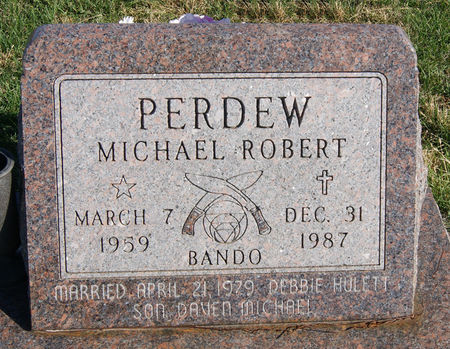 PERDEW
MICHAEL ROBERT
MARCH 7 DEC. 31
1959 1987
BANDO
MARRIED, APRIL 21, 1979, DEBBIE HULETT
SON, DAVEN MICHAEL